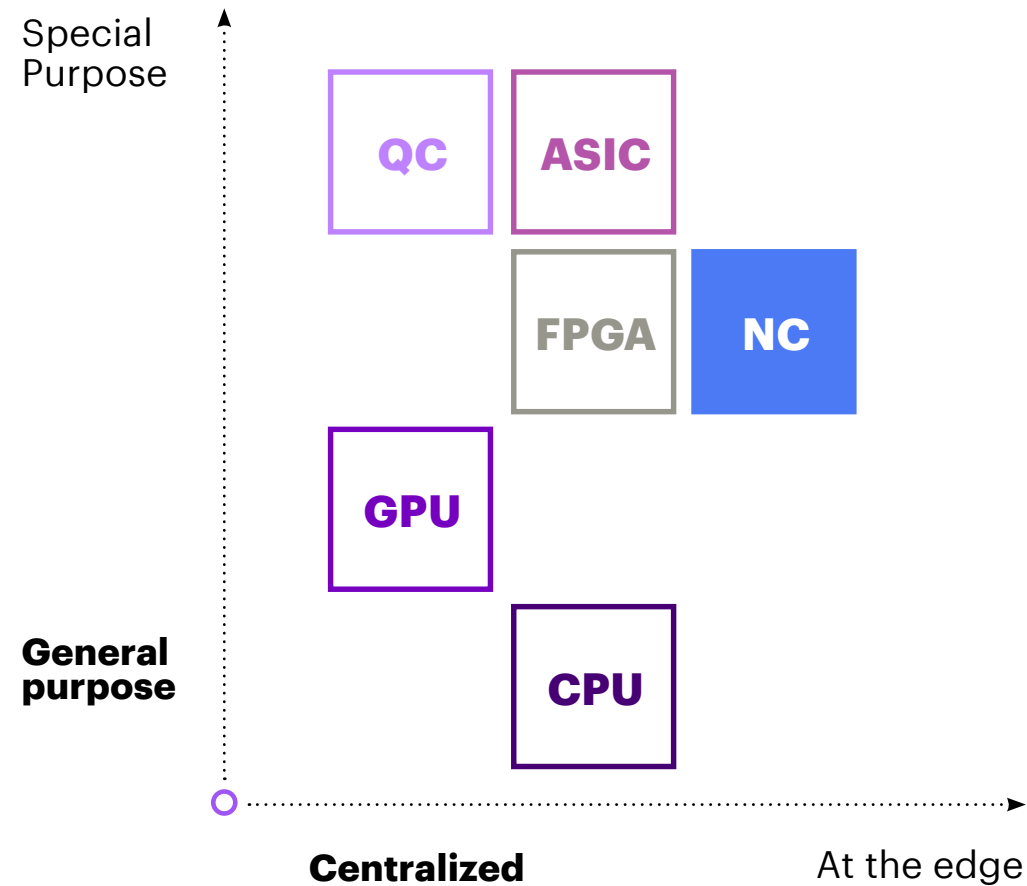 Special
Purpose
QC
ASIC
FPGA
NC
GPU
General
purpose
CPU
Centralized
At the edge